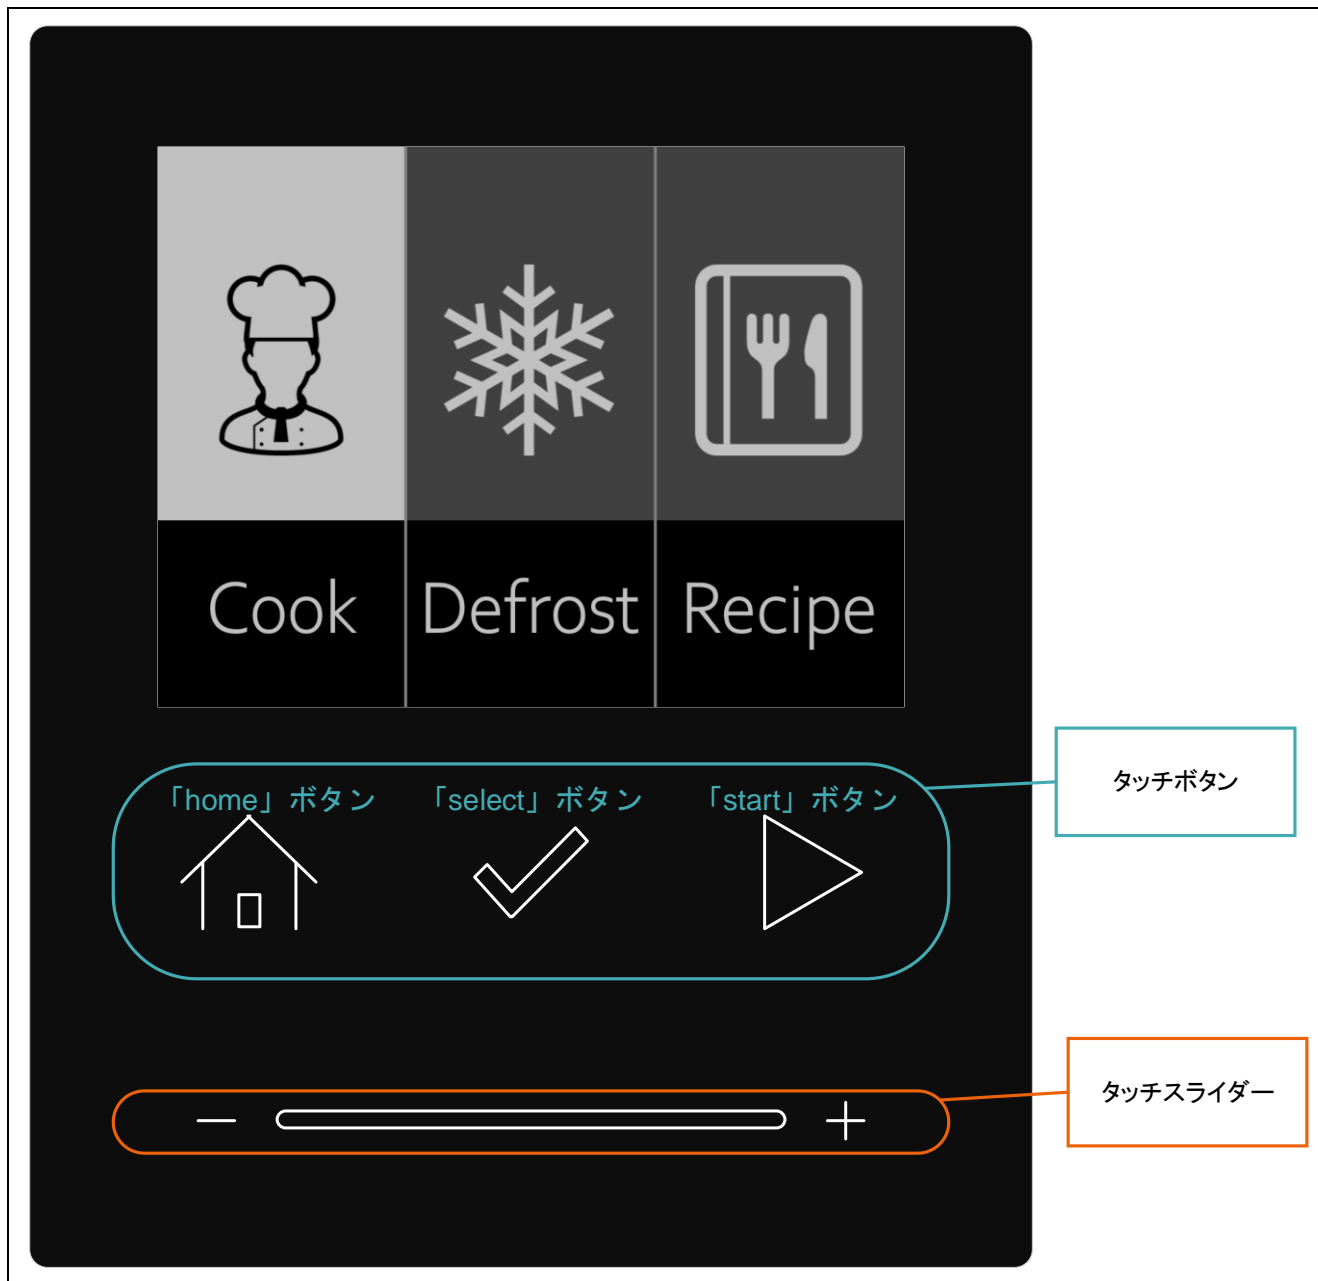 Cook
Defrost
Recipe
「home」ボタン
「select」ボタン
「start」ボタン
タッチボタン
タッチスライダー